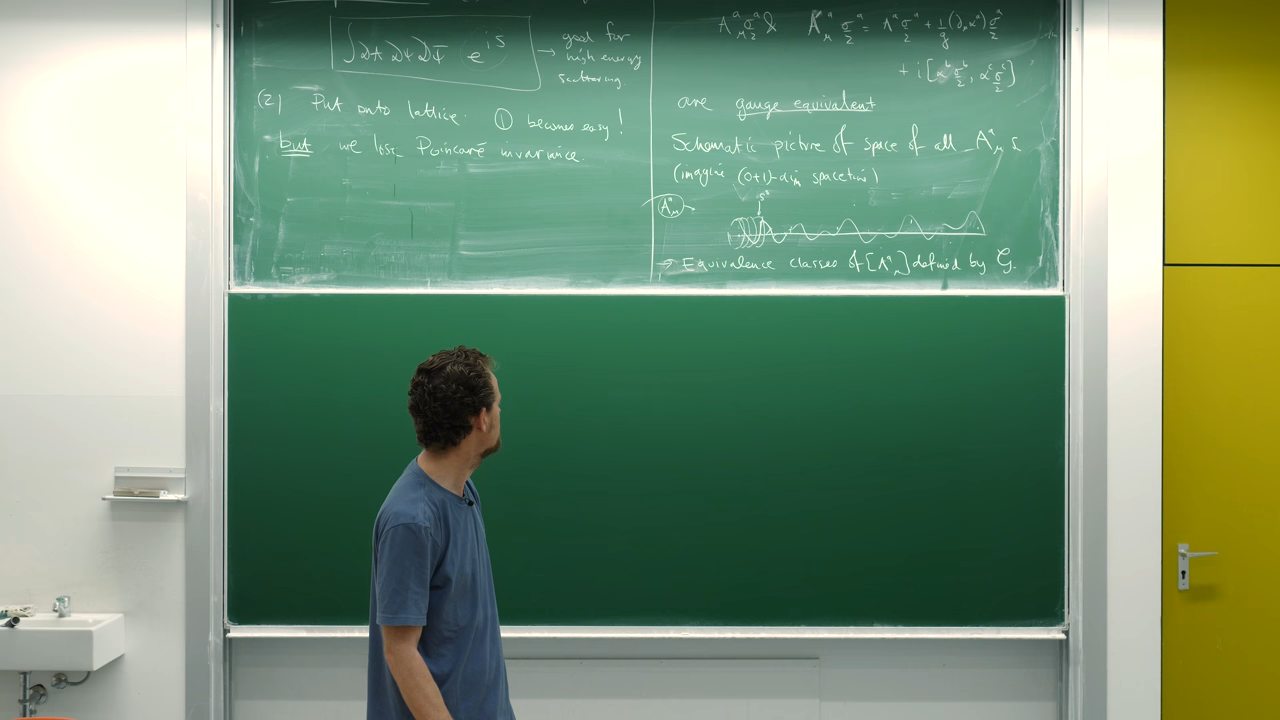 ∫𝒟A 𝒟Ψ 𝒟Ψ̄ e^{iS} → good for
high energy
scattering
(2) Put onto lattice. ① becomes easy!
but we lose Poincaré invariance.
A^a_μ σ^a/2 & A'^a_μ σ^a/2 = A^a σ^a/2 + 1/g (∂_μ α^a) σ^a/2
+ i[α^b σ^b/2, α^c σ^c/2]
are gauge equivalent
Schematic picture of space of all A^a_μ s
(imagine (0+1)-dim spacetime)
A^a_μ
→ Equivalence classes of [A^a_μ] defined by G.